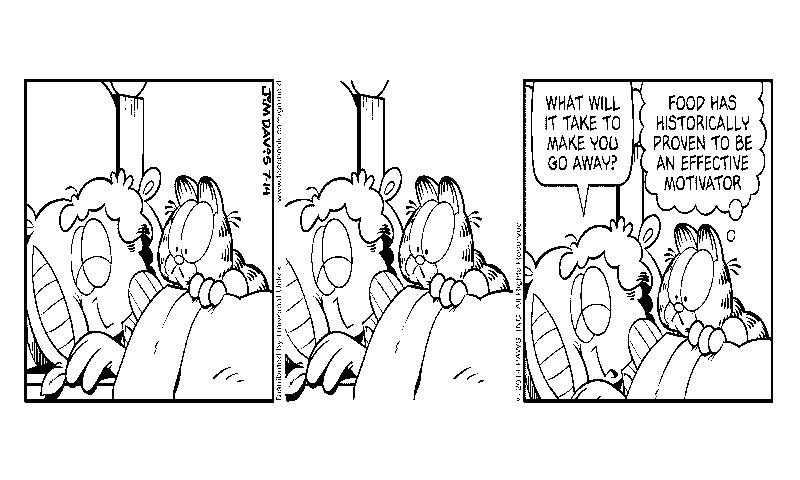 JIM DAVIS 7-14
WHAT WILL
IT TAKE TO
MAKE YOU
GO AWAY?
FOOD HAS
HISTORICALLY
PROVEN TO BE
AN EFFECTIVE
MOTIVATOR